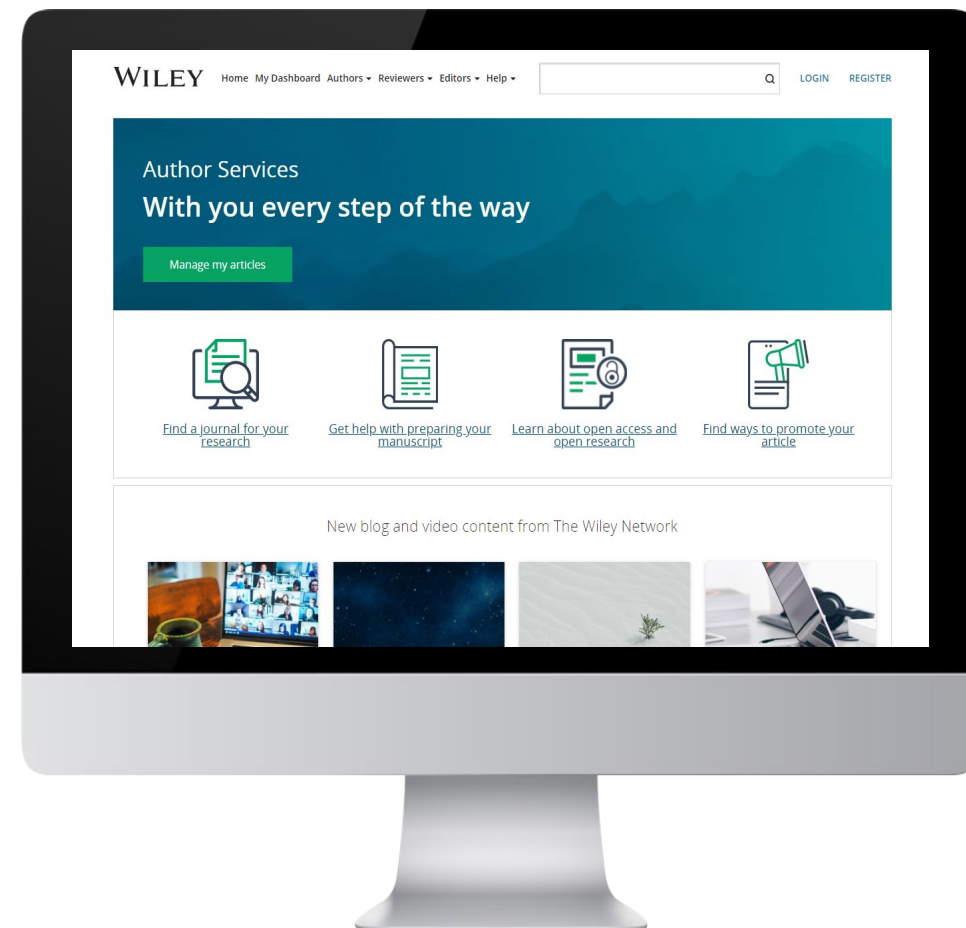 WILEY Home My Dashboard Authors Reviewers Editors Help LOGIN REGISTER
Author Services
With you every step of the way
Manage my articles
Find a journal for your
research
Get help with preparing your
manuscript
Learn about open access and
open research
Find ways to promote your
article
New blog and video content from The Wiley Network